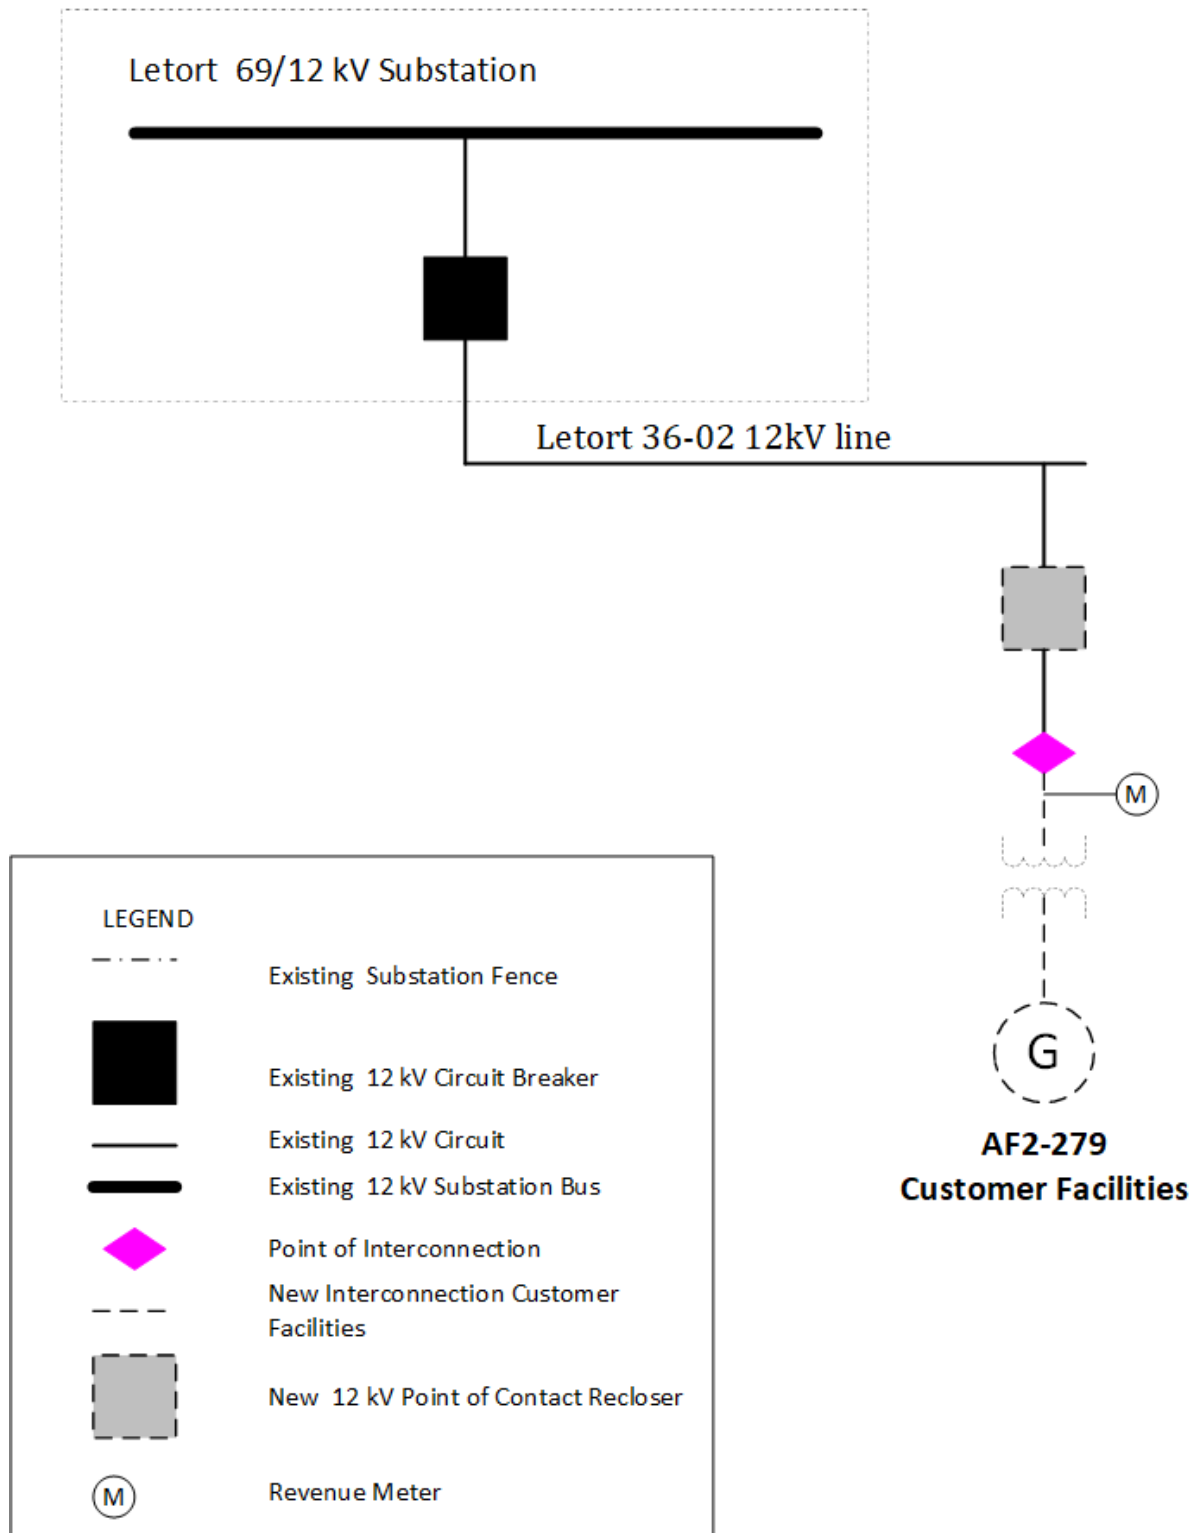 Letort 69/12 kV Substation
Letort 36-02 12kV line
M
G
AF2-279
Customer Facilities
LEGEND
Existing Substation Fence
Existing 12 kV Circuit Breaker
Existing 12 kV Circuit
Existing 12 kV Substation Bus
Point of Interconnection
New Interconnection Customer
Facilities
New 12 kV Point of Contact Recloser
M
Revenue Meter